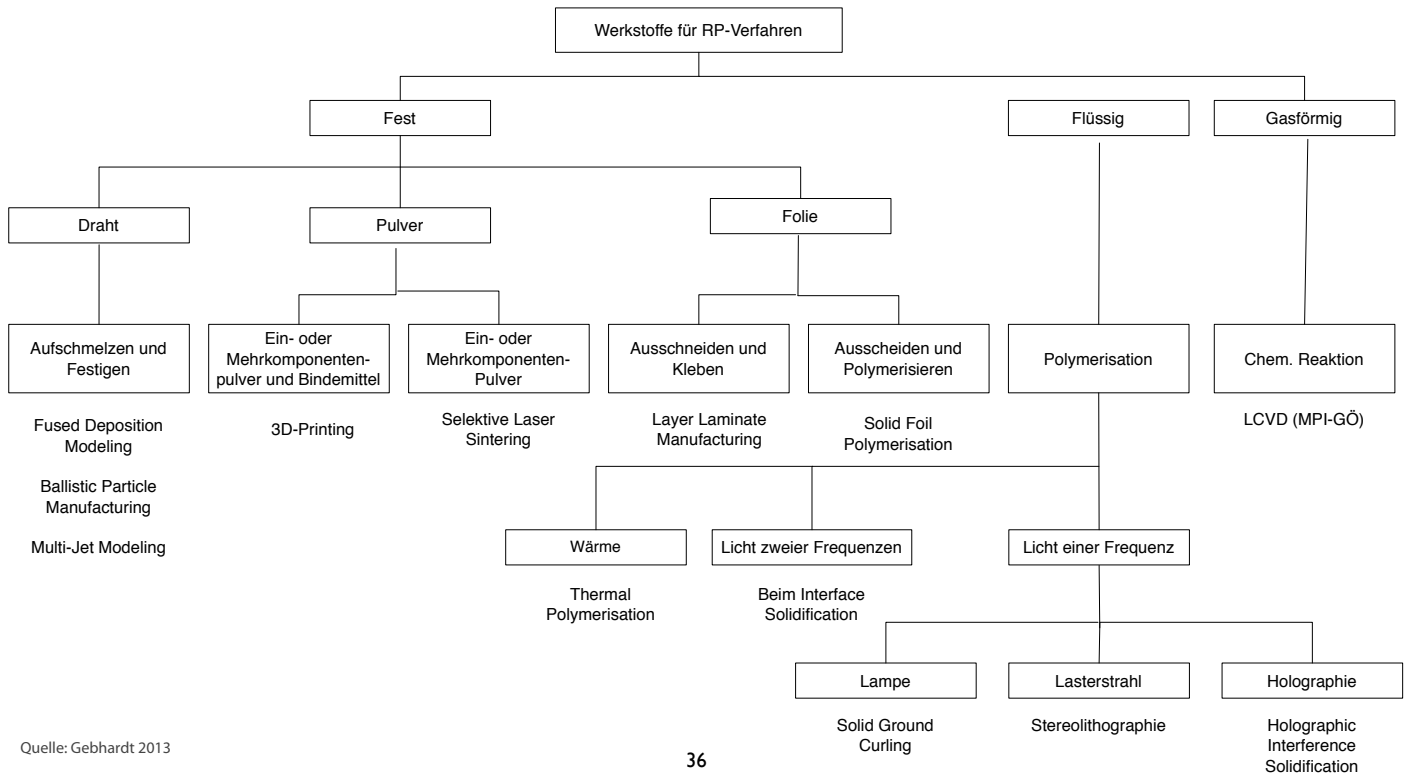 Werkstoffe für RP-Verfahren
Fest
Flüssig
Gasförmig
Draht
Pulver
Folie
Aufschmelzen und
Festigen
Ein- oder
Mehrkomponenten-
pulver und Bindemittel
Ein- oder
Mehrkomponenten-
Pulver
Ausschneiden und
Kleben
Ausscheiden und
Polymerisieren
Polymerisation
Chem. Reaktion
Fused Deposition
Modeling
Ballistic Particle
Manufacturing
Multi-Jet Modeling
3D-Printing
Selektive Laser
Sintering
Layer Laminate
Manufacturing
Solid Foil
Polymerisation
LCVD (MPI-GÖ)
Wärme
Licht zweier Frequenzen
Licht einer Frequenz
Thermal
Polymerisation
Beim Interface
Solidification
Lampe
Lasterstrahl
Holographie
Solid Ground
Curling
Stereolithographie
Holographic
Interference
Solidification
Quelle: Gebhardt 2013
36